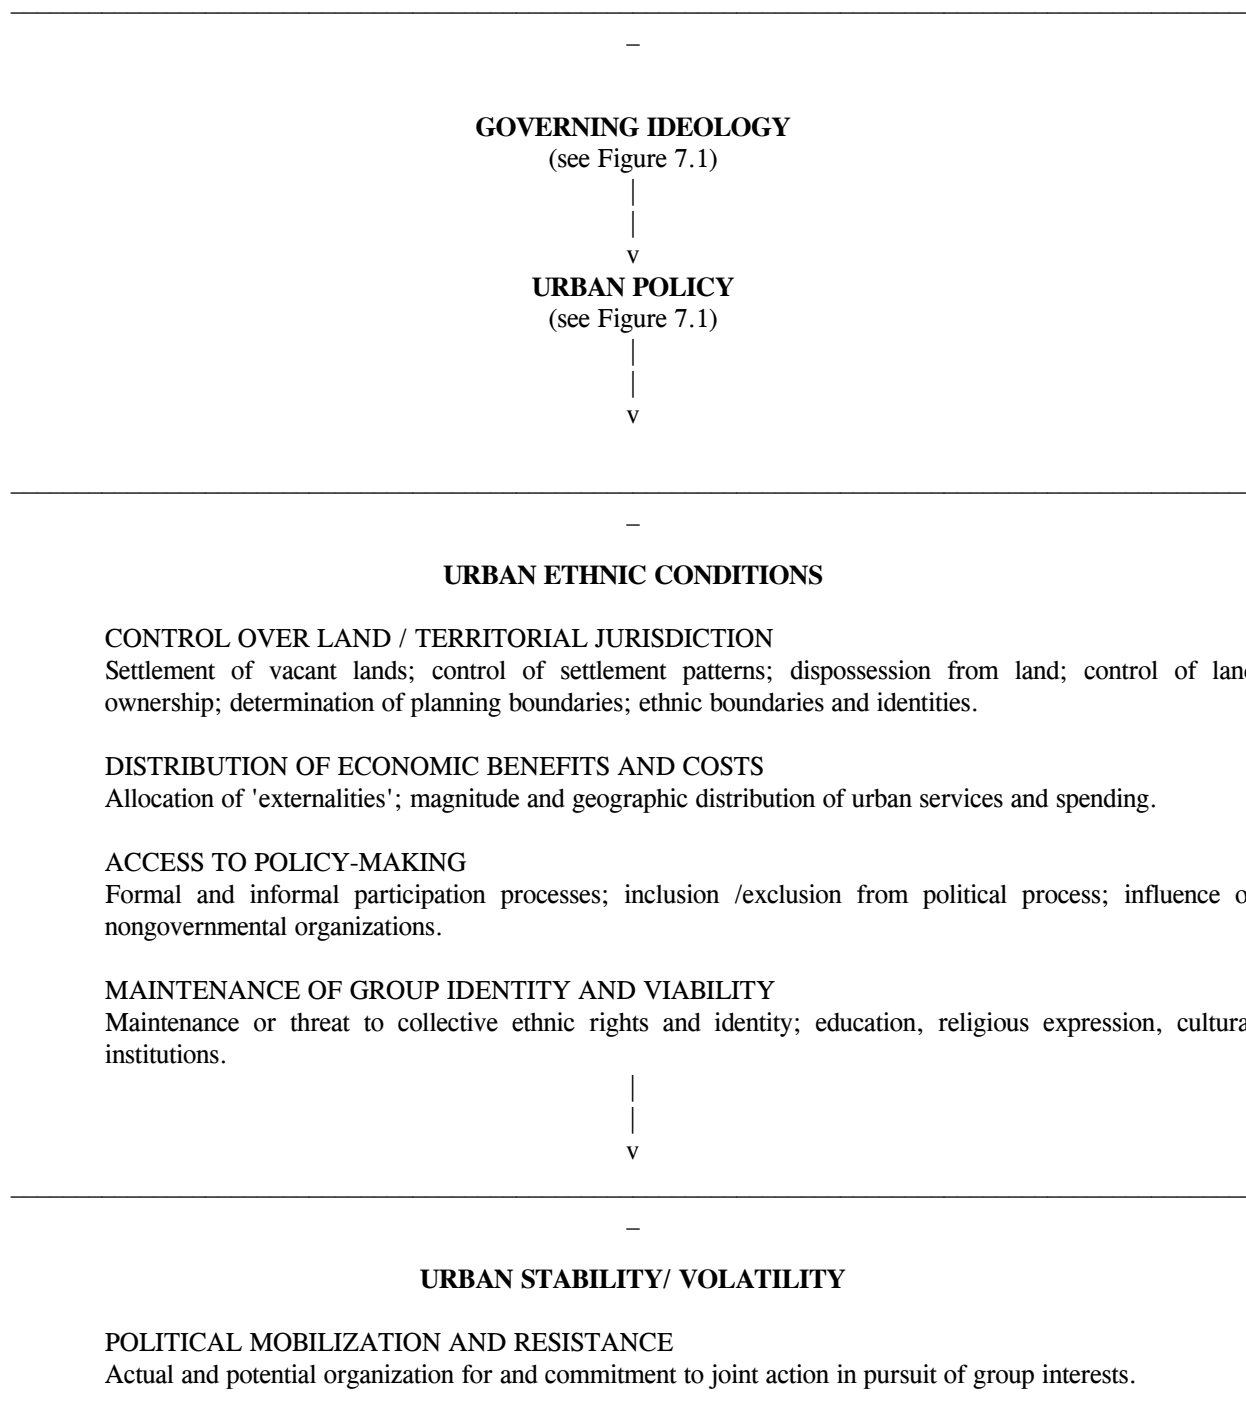 GOVERNING IDEOLOGY
(see Figure 7.1)
|
|
v
URBAN POLICY
(see Figure 7.1)
|
|
v
URBAN ETHNIC CONDITIONS
CONTROL OVER LAND / TERRITORIAL JURISDICTION
Settlement of vacant lands; control of settlement patterns; dispossession from land; control of land
ownership; determination of planning boundaries; ethnic boundaries and identities.
DISTRIBUTION OF ECONOMIC BENEFITS AND COSTS
Allocation of 'externalities'; magnitude and geographic distribution of urban services and spending.
ACCESS TO POLICY-MAKING
Formal and informal participation processes; inclusion /exclusion from political process; influence o
nongovernmental organizations.
MAINTENANCE OF GROUP IDENTITY AND VIABILITY
Maintenance or threat to collective ethnic rights and identity; education, religious expression, cultura
institutions.
|
|
v
URBAN STABILITY/ VOLATILITY
POLITICAL MOBILIZATION AND RESISTANCE
Actual and potential organization for and commitment to joint action in pursuit of group interests.